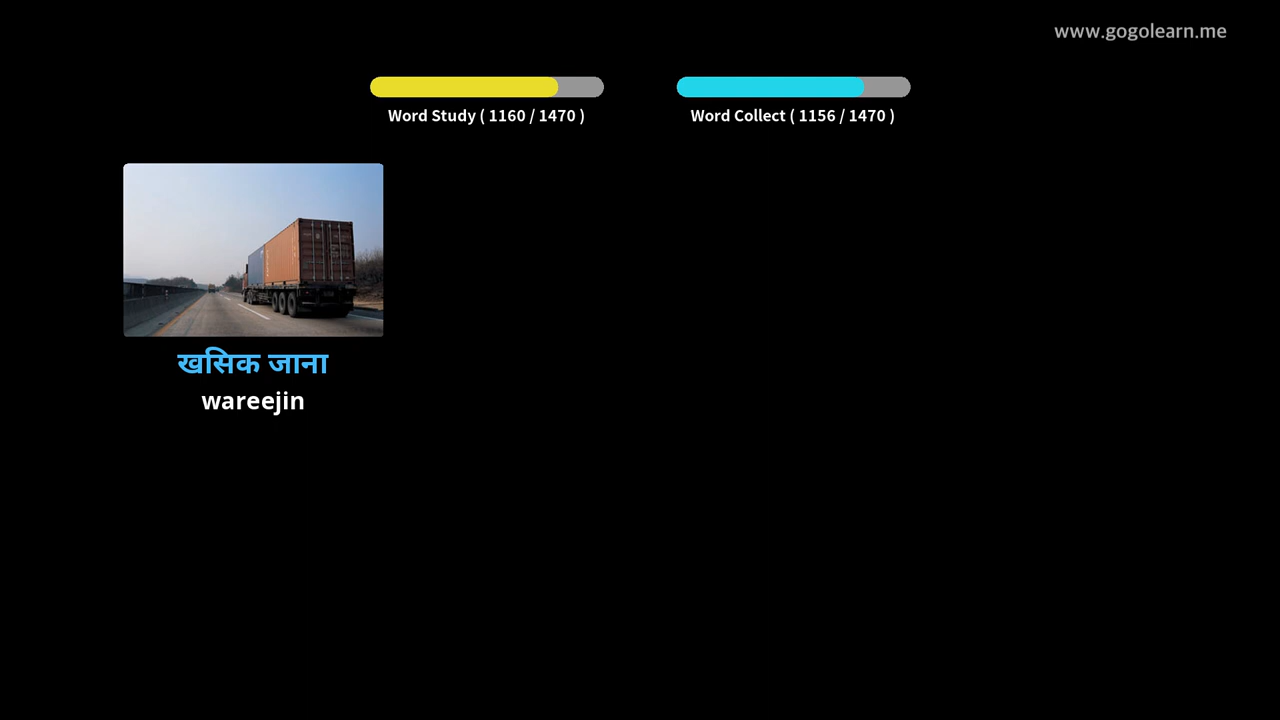 www.gogolearn.me
Word Study ( 1160 / 1470 )
Word Collect ( 1156 / 1470 )
खसिक जाना
wareejin